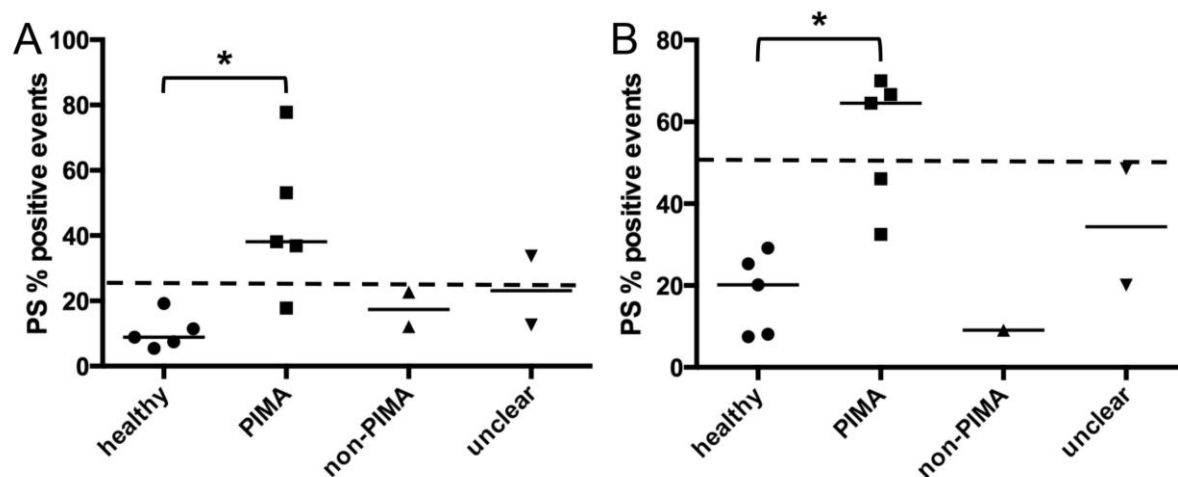 A
PS % positive events
100
80
60
40
20
0
*
healthy
PIMA
non-PIMA
unclear
B
PS % positive events
80
60
40
20
0
*
healthy
PIMA
non-PIMA
unclear